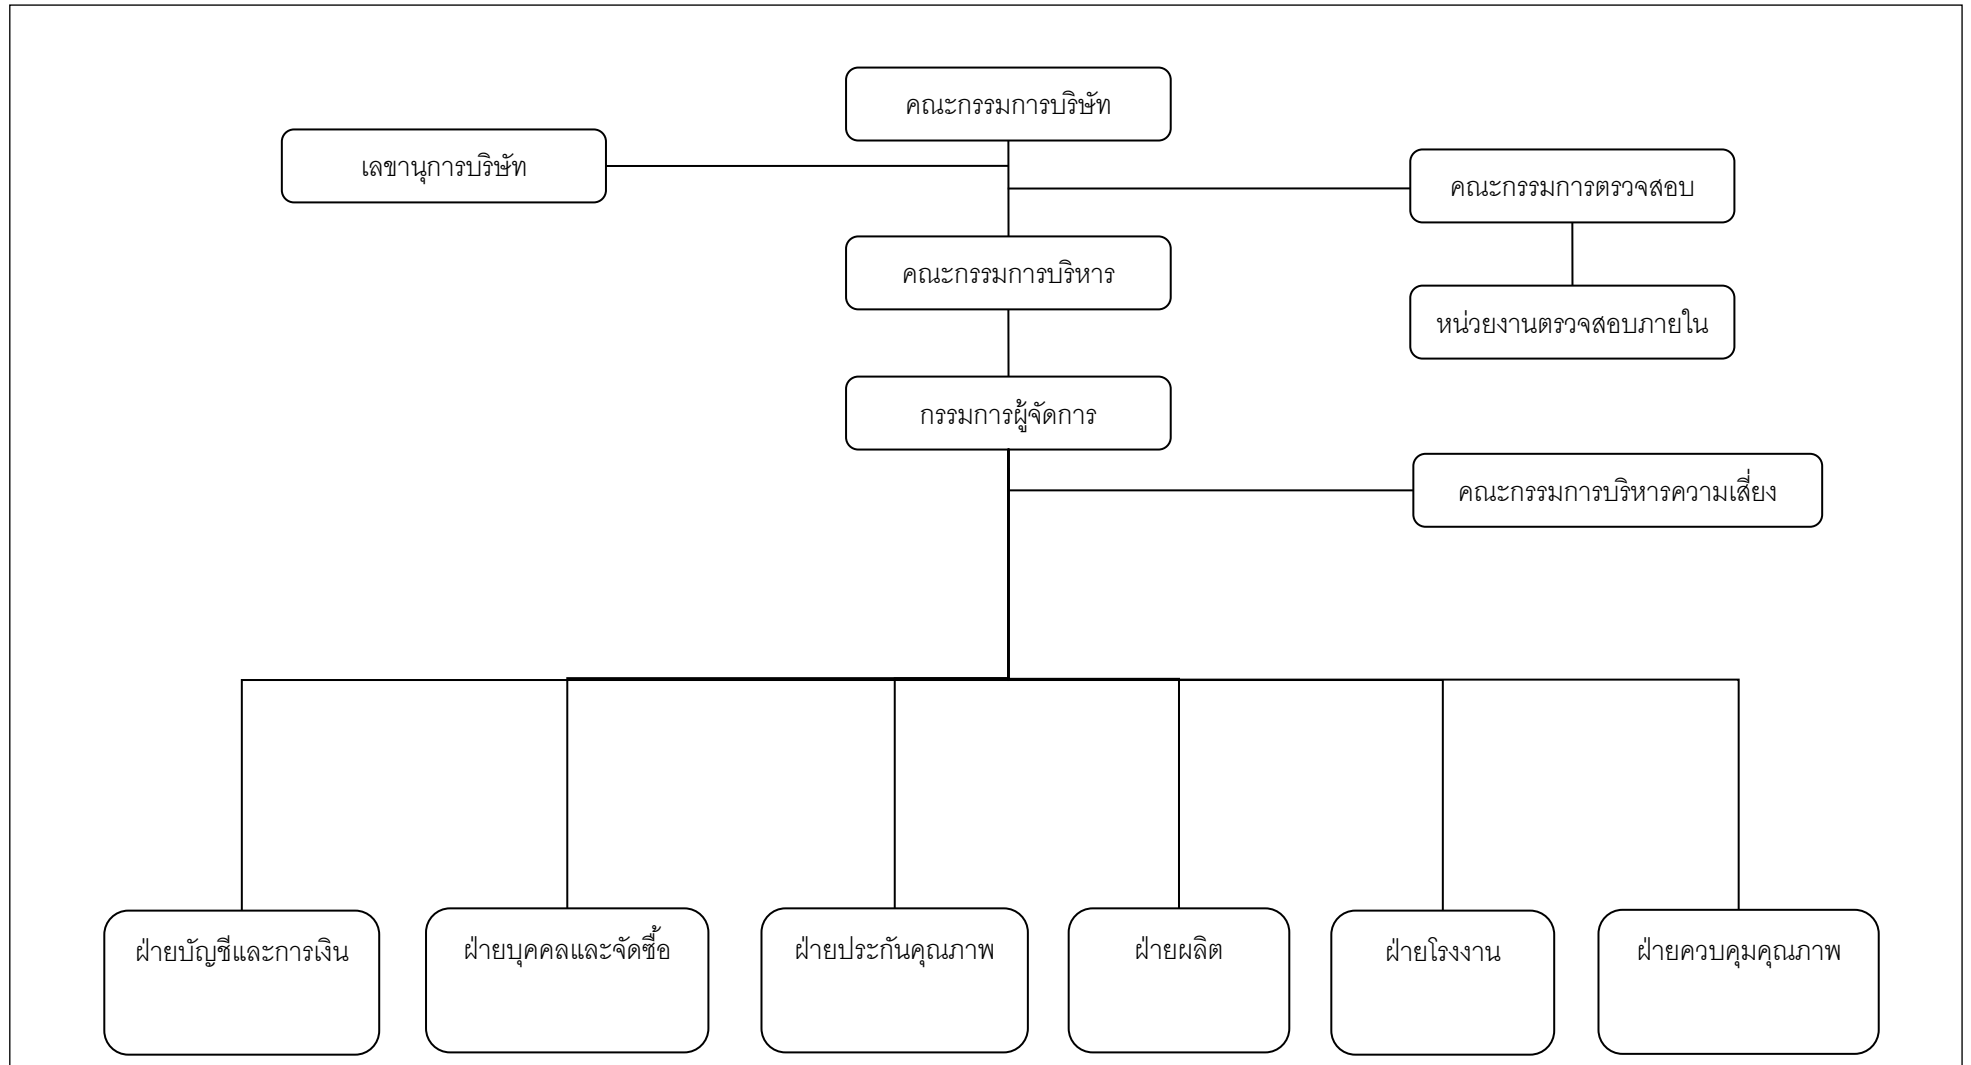 คณะกรรมการบริษัท
เลขานุการบริษัท
คณะกรรมการตรวจสอบ
คณะกรรมการบริหาร
หน่วยงานตรวจสอบภายใน
กรรมการผู้จัดการ
คณะกรรมการบริหารความเสี่ยง
ฝ่ายบัญชีและการเงิน
ฝ่ายบุคคลและจัดซื้อ
ฝ่ายประกันคุณภาพ
ฝ่ายผลิต
ฝ่ายโรงงาน
ฝ่ายควบคุมคุณภาพ